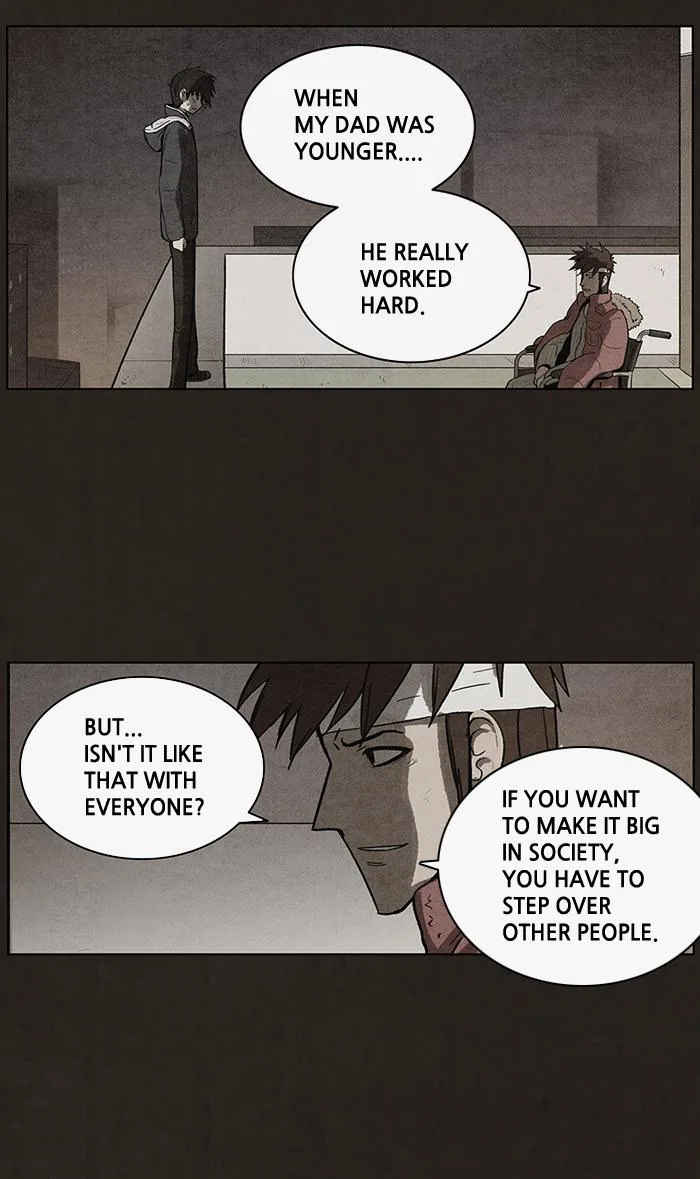 WHEN
MY DAD WAS
YOUNGER....
HE REALLY
WORKED
HARD.
BUT...
ISN'T IT LIKE
THAT WITH
EVERYONE?
IF YOU WANT
TO MAKE IT BIG
IN SOCIETY,
YOU HAVE TO
STEP OVER
OTHER PEOPLE.